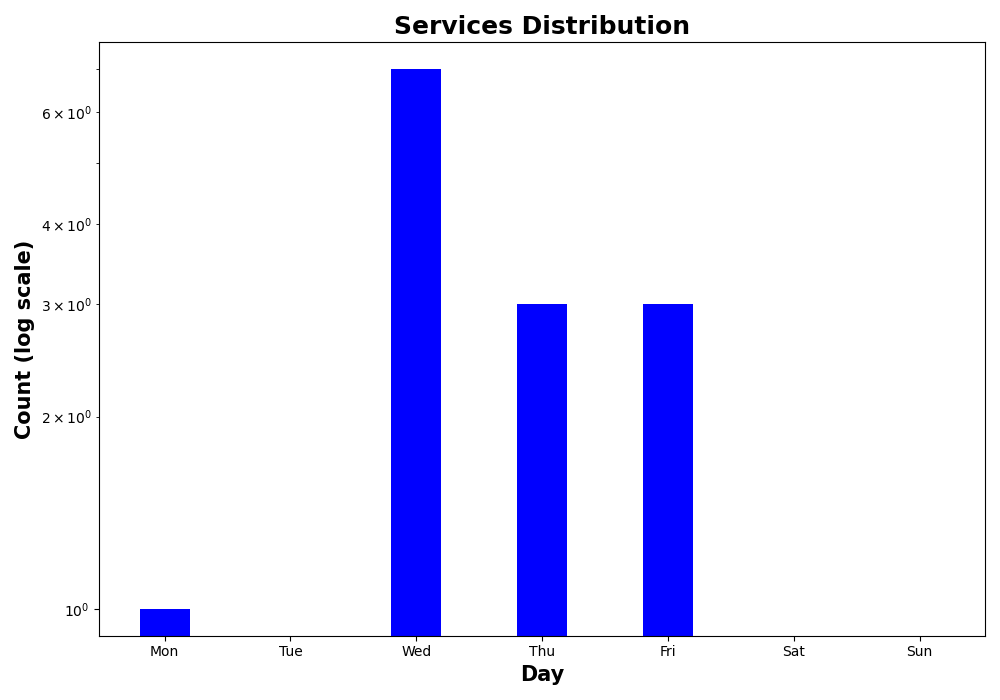 Services Distribution
Count (log scale)
6 × 10⁰
4 × 10⁰
3 × 10⁰
2 × 10⁰
10⁰
Mon Tue Wed Thu Fri Sat Sun
Day